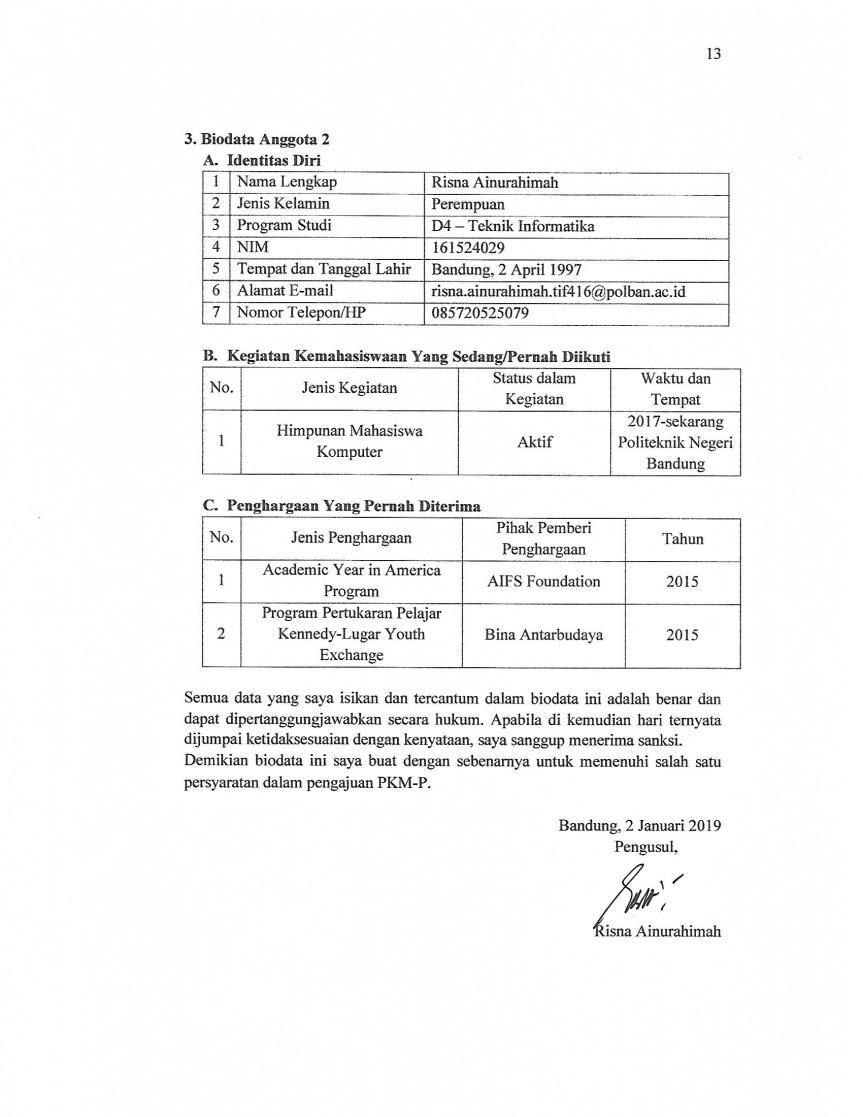 13
3. Biodata Anggota 2
A. Identitas Diri
1 Nama Lengkap Risna Ainurahimah
2 Jenis Kelamin Perempuan
3 Program Studi D4 – Teknik Informatika
4 NIM 161524029
5 Tempat dan Tanggal Lahir Bandung, 2 April 1997
6 Alamat E-mail risna.ainurahimah.tif416@polban.ac.id
7 Nomor Telepon/HP 085720525079
B. Kegiatan Kemahasiswaan Yang Sedang/Pernah Diikuti
No. Jenis Kegiatan Status dalam Kegiatan Waktu dan Tempat
1 Himpunan Mahasiswa Komputer Aktif 2017-sekarang Politeknik Negeri Bandung
C. Penghargaan Yang Pernah Diterima
No. Jenis Penghargaan Pihak Pemberi Penghargaan Tahun
1 Academic Year in America Program AIFS Foundation 2015
2 Program Pertukaran Pelajar Kennedy-Lugar Youth Exchange Bina Antarbudaya 2015
Semua data yang saya isikan dan tercantum dalam biodata ini adalah benar dan
dapat dipertanggungjawabkan secara hukum. Apabila di kemudian hari ternyata
dijumpai ketidaksesuaian dengan kenyataan, saya sanggup menerima sanksi.
Demikian biodata ini saya buat dengan sebenarnya untuk memenuhi salah satu
persyaratan dalam pengajuan PKM-P.
Bandung, 2 Januari 2019
Pengusul,
Risna Ainurahimah